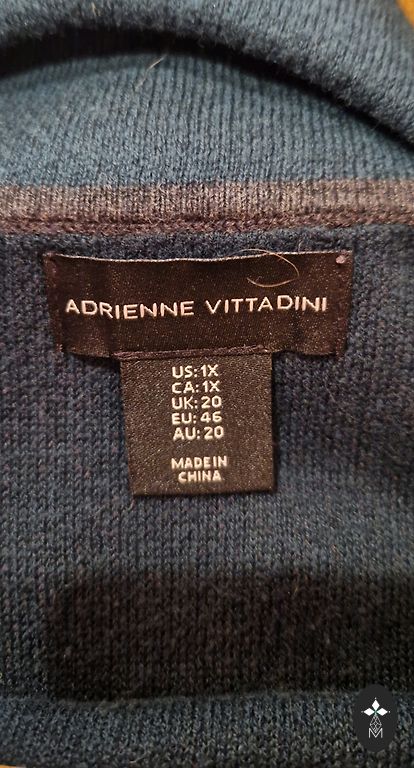 ADRIENNE VITTADINI
US: 1X
CA: 1X
UK: 20
EU: 46
AU: 20
MADE IN
CHINA
M